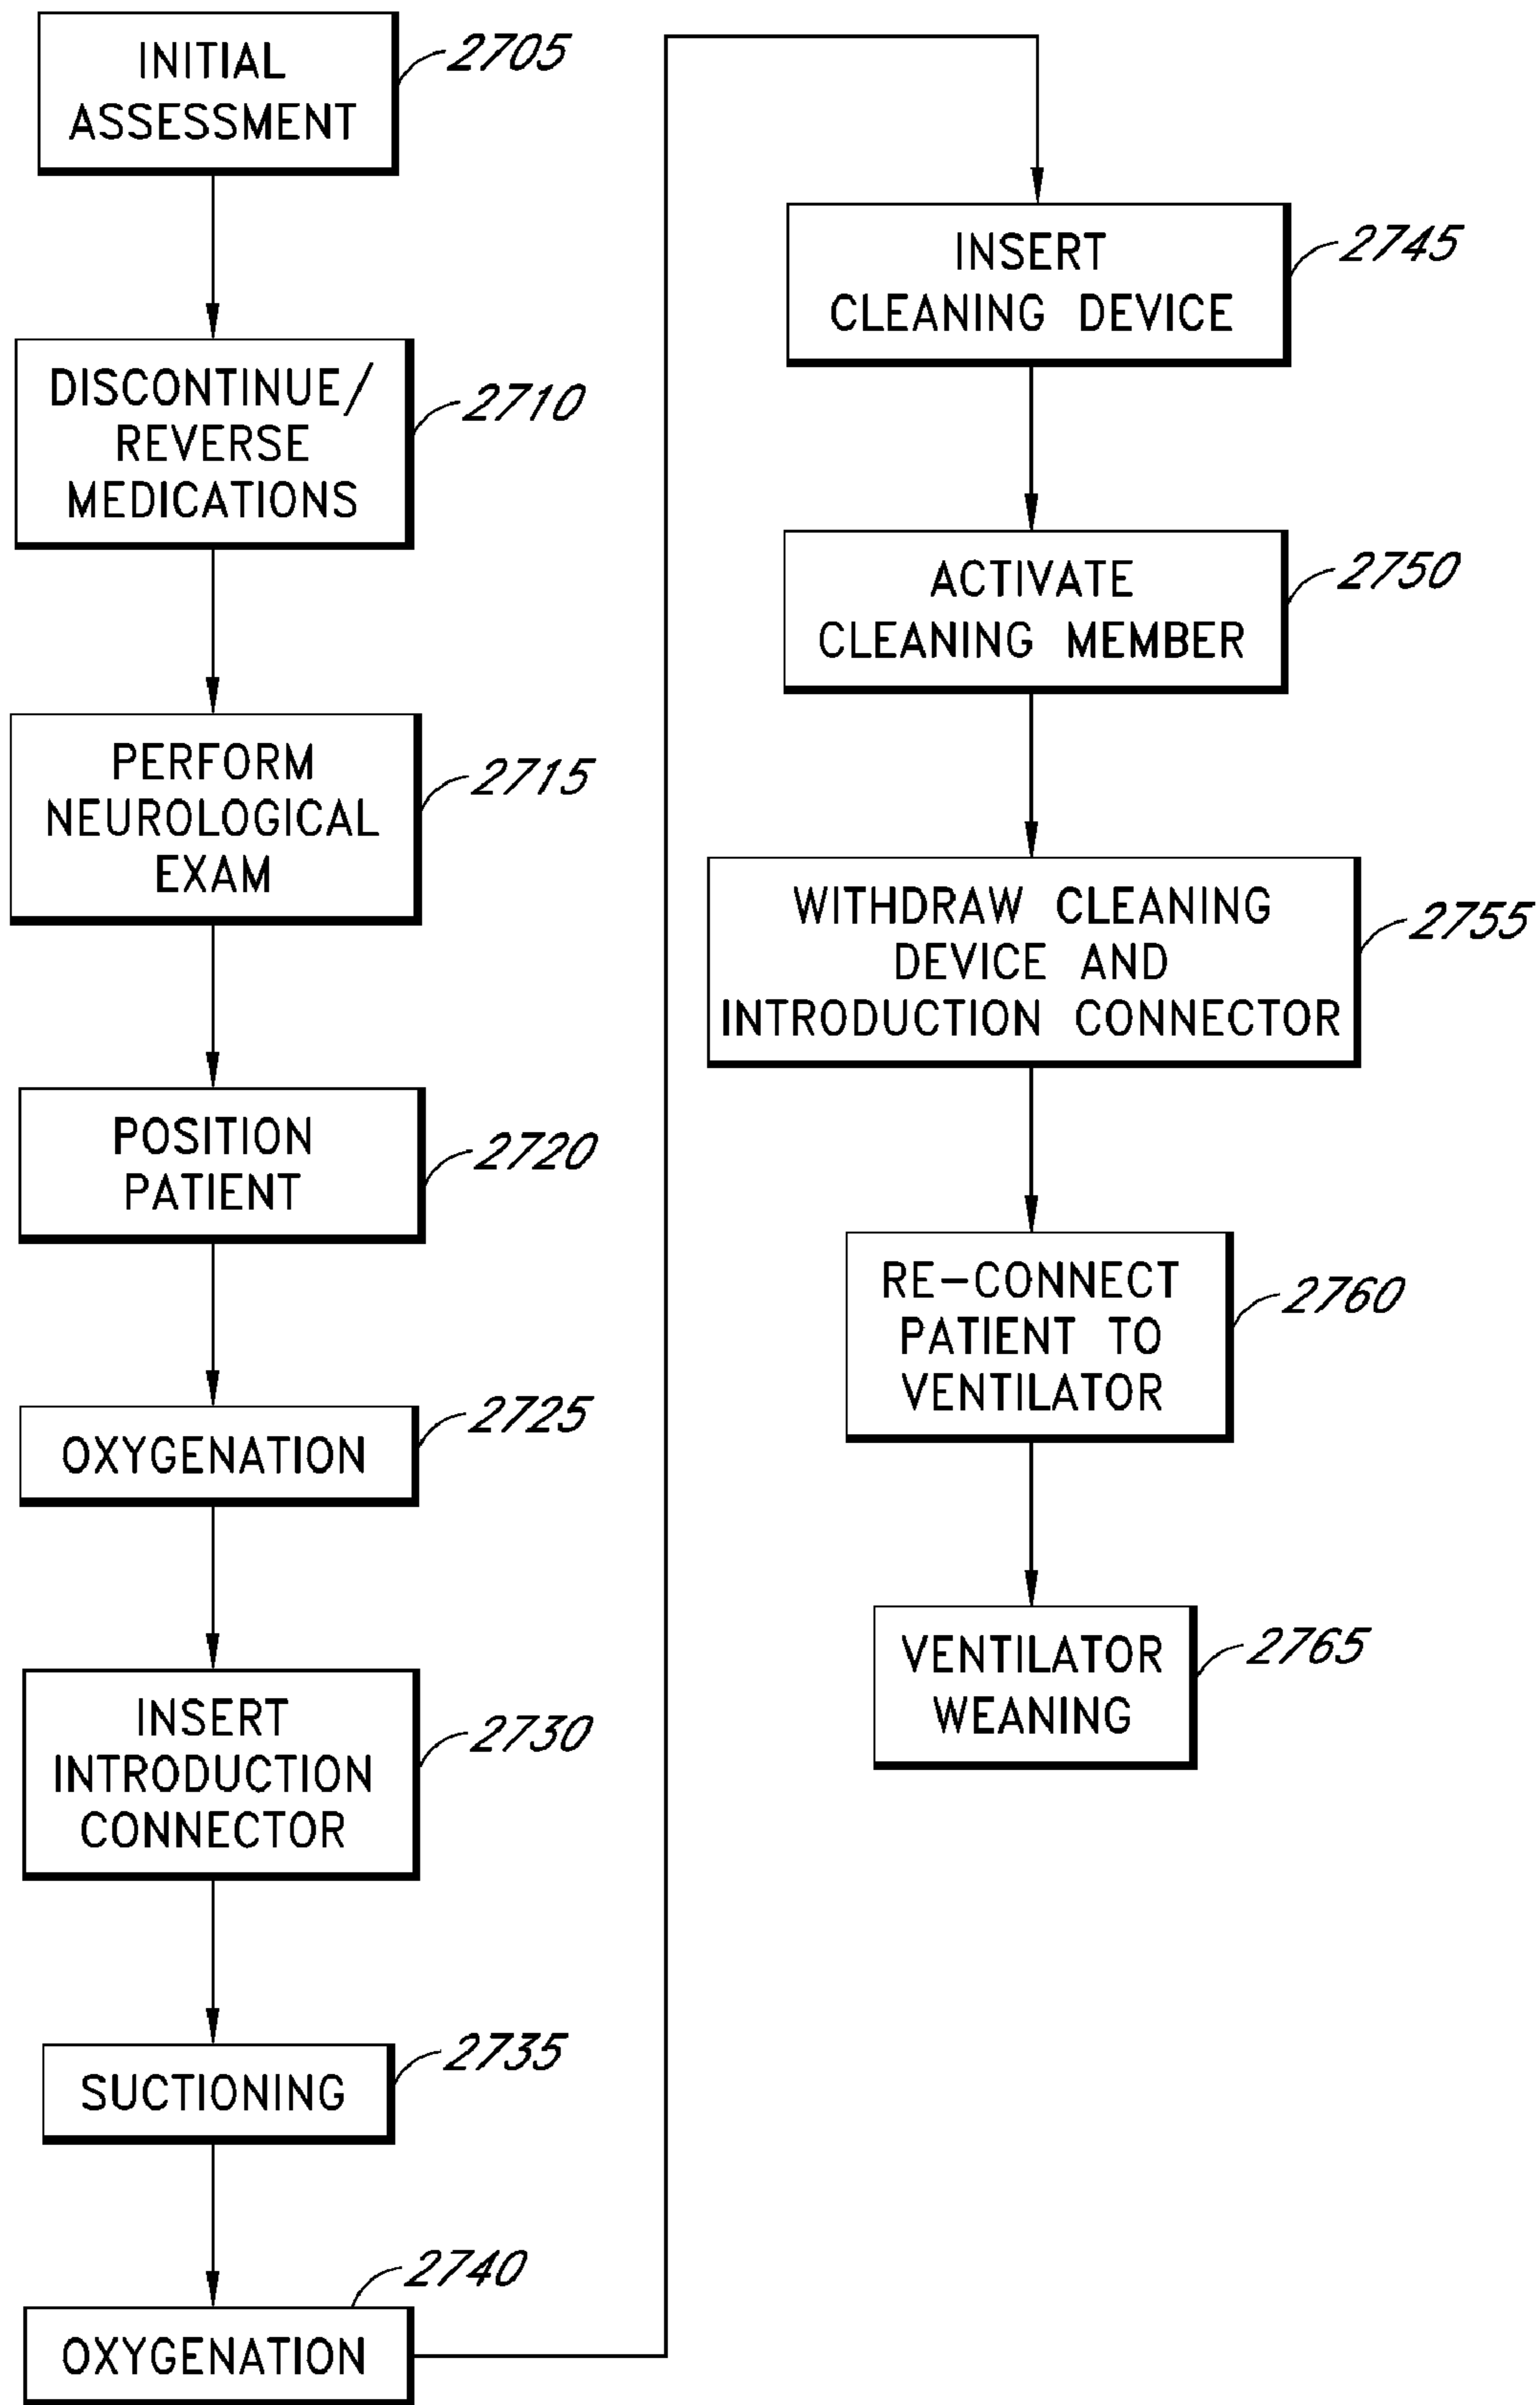 INITIAL
ASSESSMENT
2705
DISCONTINUE/
REVERSE
MEDICATIONS
2710
PERFORM
NEUROLOGICAL
EXAM
2715
POSITION
PATIENT
2720
OXYGENATION
2725
INSERT
INTRODUCTION
CONNECTOR
2730
SUCTIONING
2735
OXYGENATION
2740
INSERT
CLEANING DEVICE
2745
ACTIVATE
CLEANING MEMBER
2750
WITHDRAW CLEANING
DEVICE AND
INTRODUCTION CONNECTOR
2755
RE-CONNECT
PATIENT TO
VENTILATOR
2760
VENTILATOR
WEANING
2765